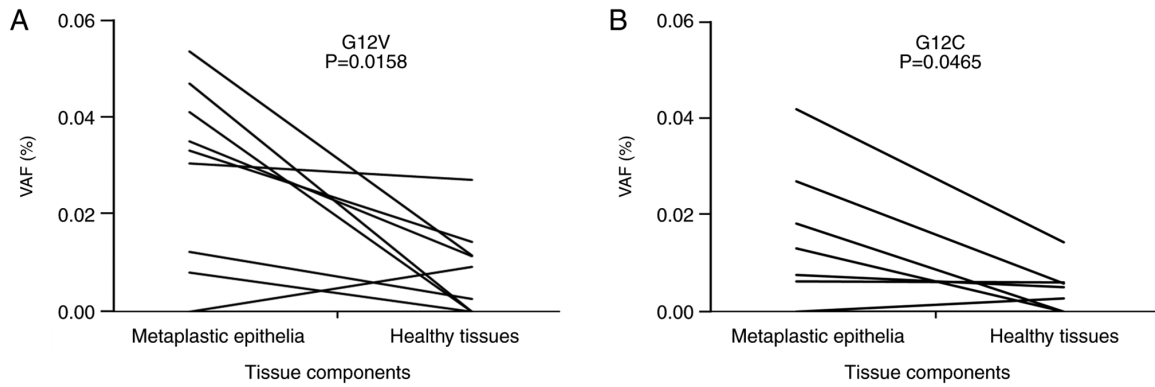 A
G12V
P=0.0158
VAF (%)
0.06
0.04
0.02
0.00
Metaplastic epithelia
Healthy tissues
Tissue components
B
G12C
P=0.0465
VAF (%)
0.06
0.04
0.02
0.00
Metaplastic epithelia
Healthy tissues
Tissue components